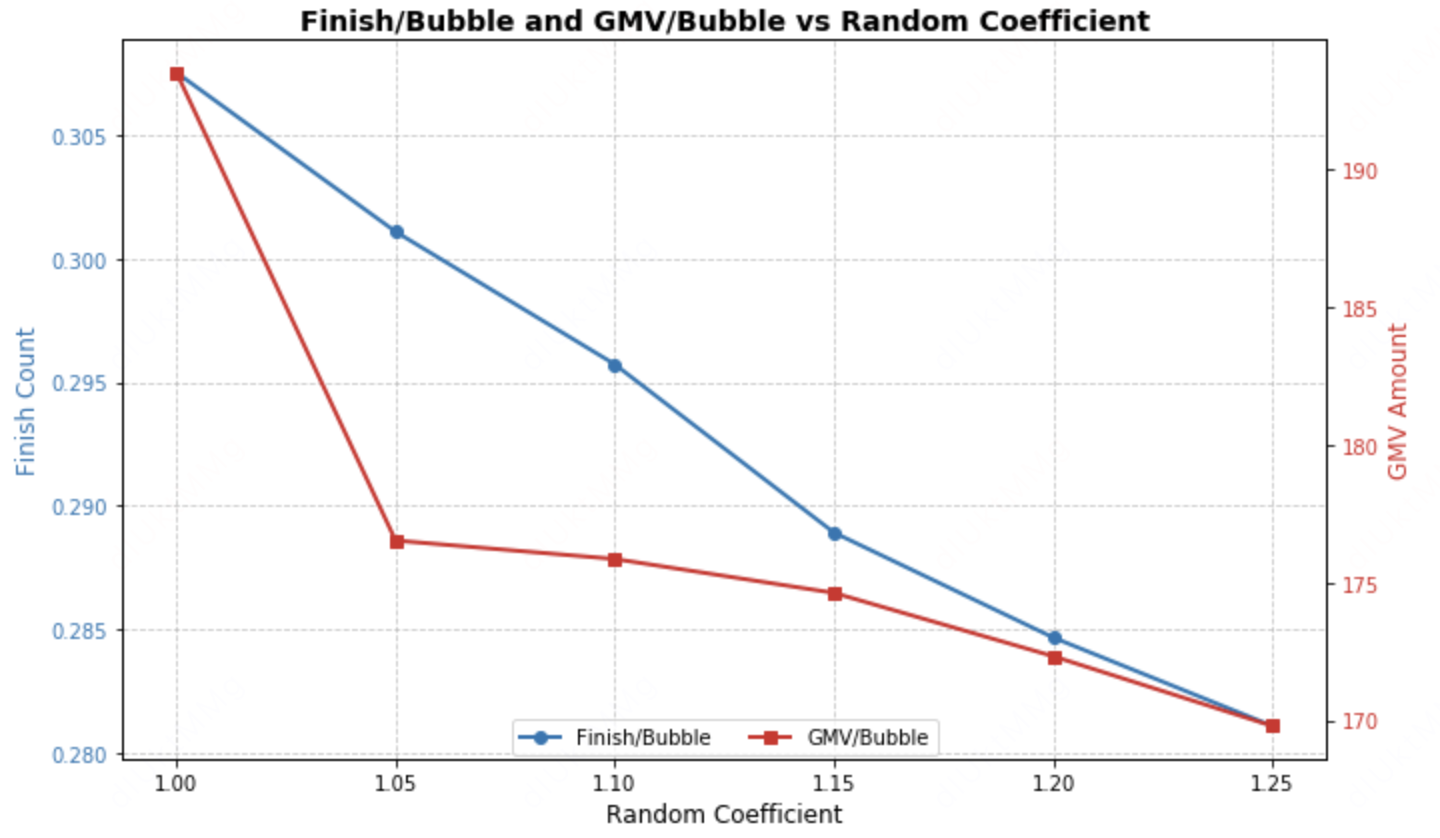 Finish/Bubble and GMV/Bubble vs Random Coefficient
Finish Count
0.305
0.300
0.295
0.290
0.285
0.280
190
185
180
175
170
GMV Amount
Finish/Bubble
GMV/Bubble
1.00
1.05
1.10
1.15
1.20
1.25
Random Coefficient